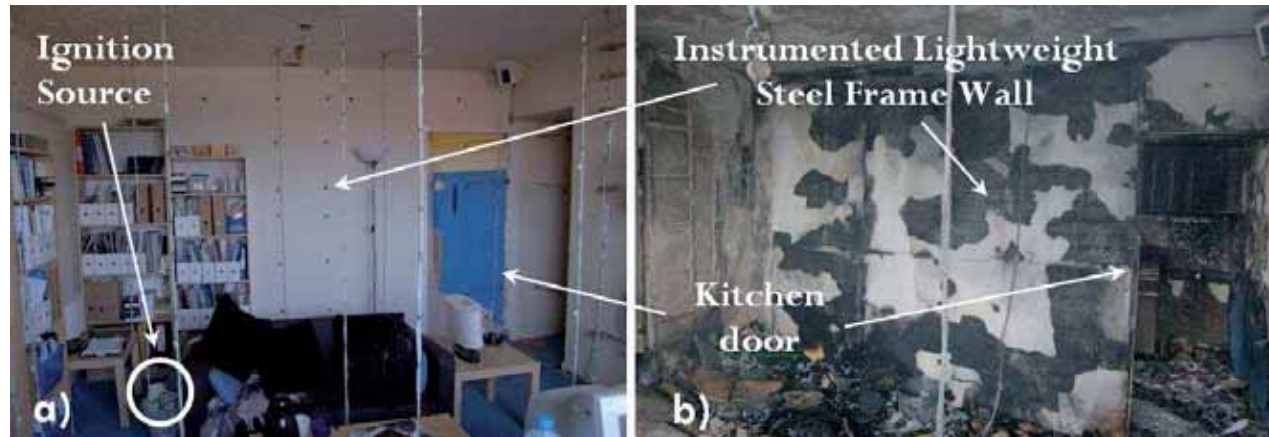 Ignition
Source
Instrumented Lightweight
Steel Frame Wall
Kitchen
door
a)
b)